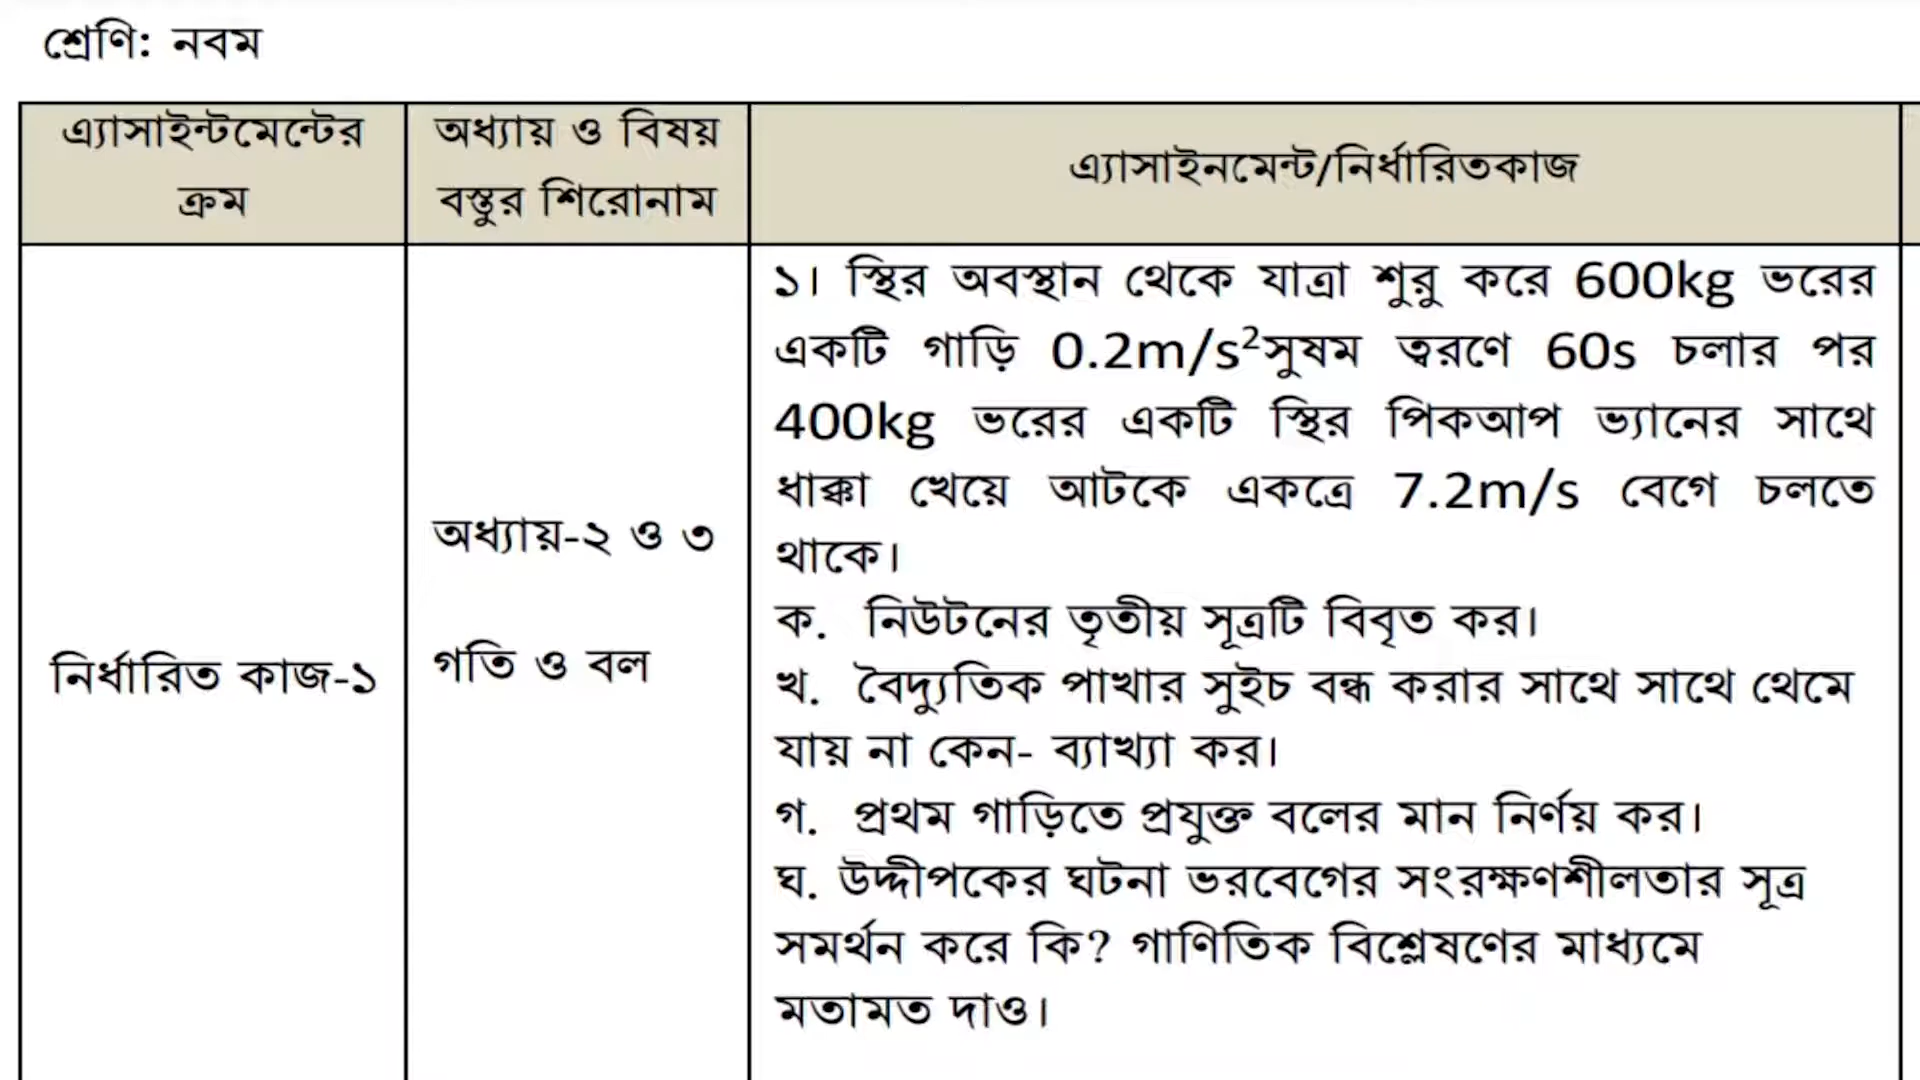 শ্রেণি: নবম
এ্যাসাইন্টমেন্টের
ক্রম
অধ্যায় ও বিষয়
বস্তুর শিরোনাম
এ্যাসাইনমেন্ট/নির্ধারিতকাজ
নির্ধারিত কাজ-১
অধ্যায়-২ ও ৩
গতি ও বল
১। স্থির অবস্থান থেকে যাত্রা শুরু করে 600kg ভরের
একটি গাড়ি 0.2m/s²সুষম ত্বরণে 60s চলার পর
400kg ভরের একটি স্থির পিকআপ ভ্যানের সাথে
ধাক্কা খেয়ে আটকে একত্রে 7.2m/s বেগে চলতে
থাকে।
ক. নিউটনের তৃতীয় সূত্রটি বিবৃত কর।
খ. বৈদ্যুতিক পাখার সুইচ বন্ধ করার সাথে সাথে থেমে
যায় না কেন- ব্যাখ্যা কর।
গ. প্রথম গাড়িতে প্রযুক্ত বলের মান নির্ণয় কর।
ঘ. উদ্দীপকের ঘটনা ভরবেগের সংরক্ষণশীলতার সূত্র
সমর্থন করে কি? গাণিতিক বিশ্লেষণের মাধ্যমে
মতামত দাও।